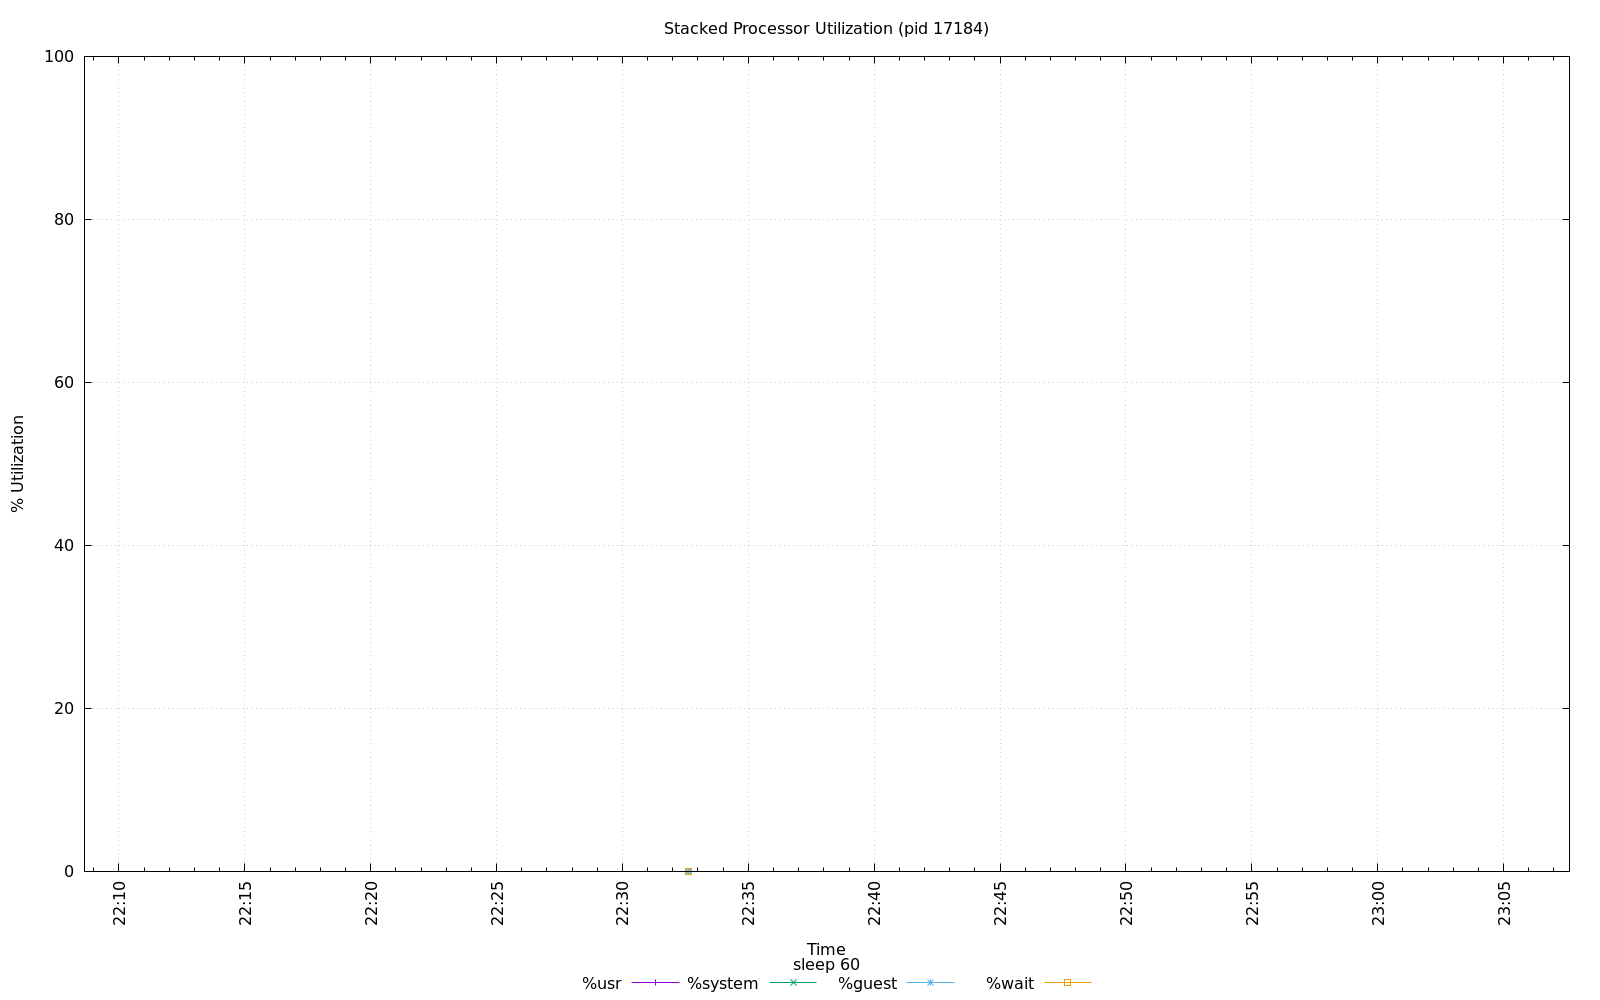 Stacked Processor Utilization (pid 17184)
100
80
60
40
20
0
% Utilization
22:10 22:15 22:20 22:25 22:30 22:35 22:40 22:45 22:50 22:55 23:00 23:05
Time
sleep 60
%usr %system %guest %wait